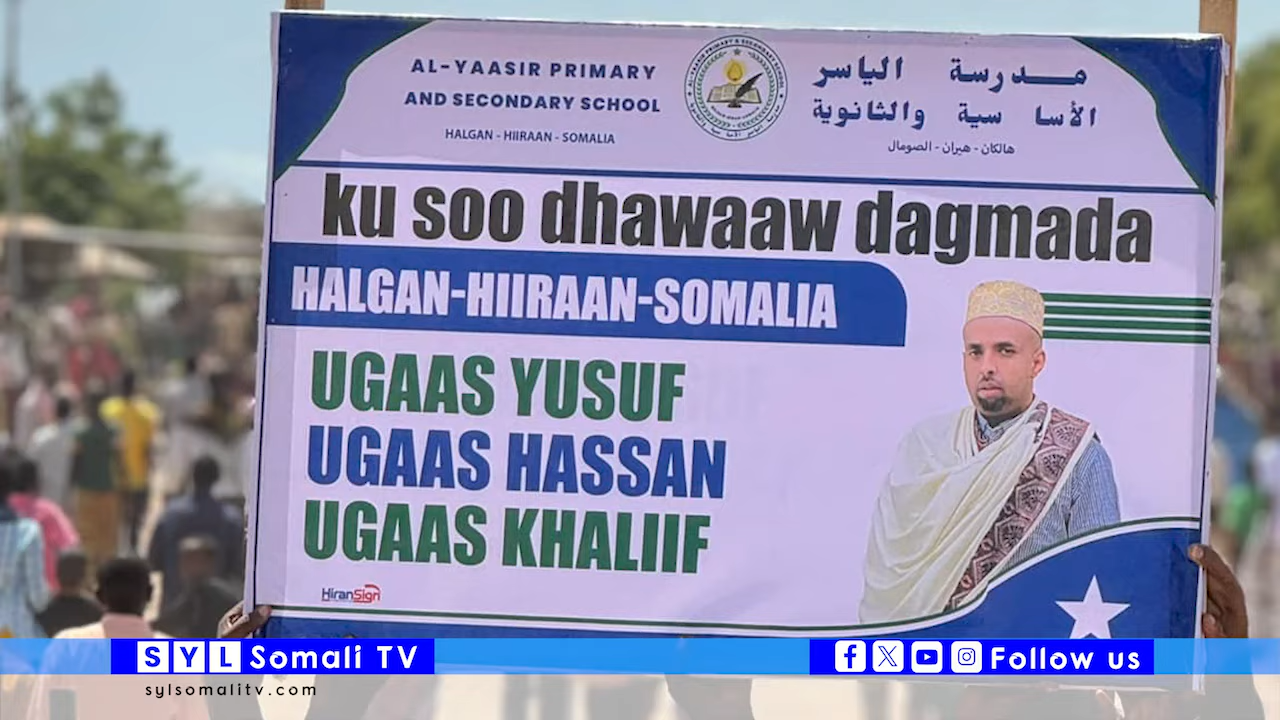 AL-YAASIR PRIMARY
AND SECONDARY SCHOOL
HALGAN - HIIRAAN - SOMALIA
مدرسة الياسر
الأساسية والثانوية
هالكان - هيران - الصومال
ku soo dhawaaw dagmada
HALGAN-HIIRAAN-SOMALIA
UGAAS YUSUF
UGAAS HASSAN
UGAAS KHALIIF
HiranSign
SYL Somali TV
Follow us
sylsomalitv.com